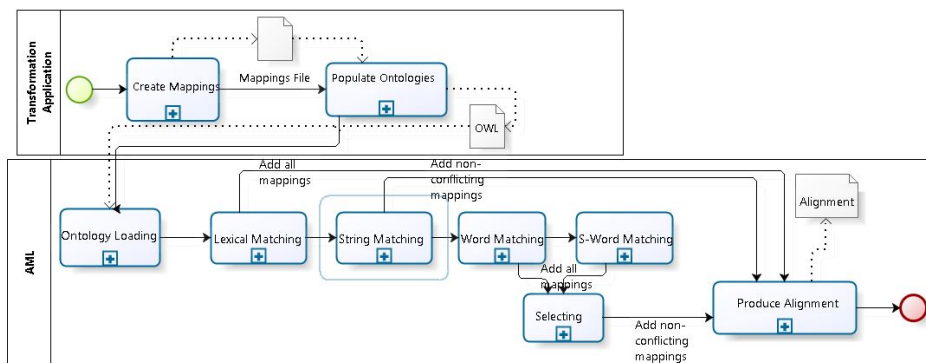 Transformation
Application
Create Mappings
Mappings File
Populate Ontologies
OWL
AML
Add all
mappings
Add non-
conflicting
mappings
Alignment
Ontology Loading
Lexical Matching
String Matching
Word Matching
S-Word Matching
Add all
mappings
Selecting
Produce Alignment
Add non-
conflicting
mappings